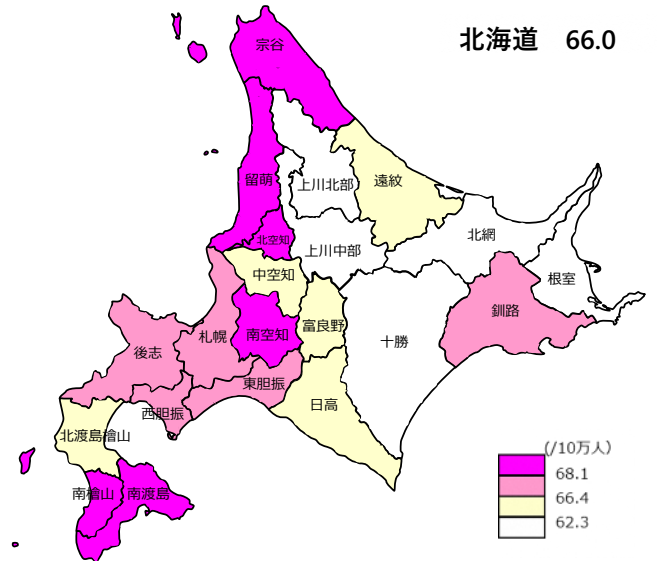 北海道　66.0
宗谷
留萌
上川北部
遠紋
北空知
上川中部
北網
中空知
根室
札幌
南空知
富良野
釧路
後志
十勝
東胆振
日高
西胆振
北渡島檜山
南檜山
南渡島
(/10万人)
68.1
66.4
62.3